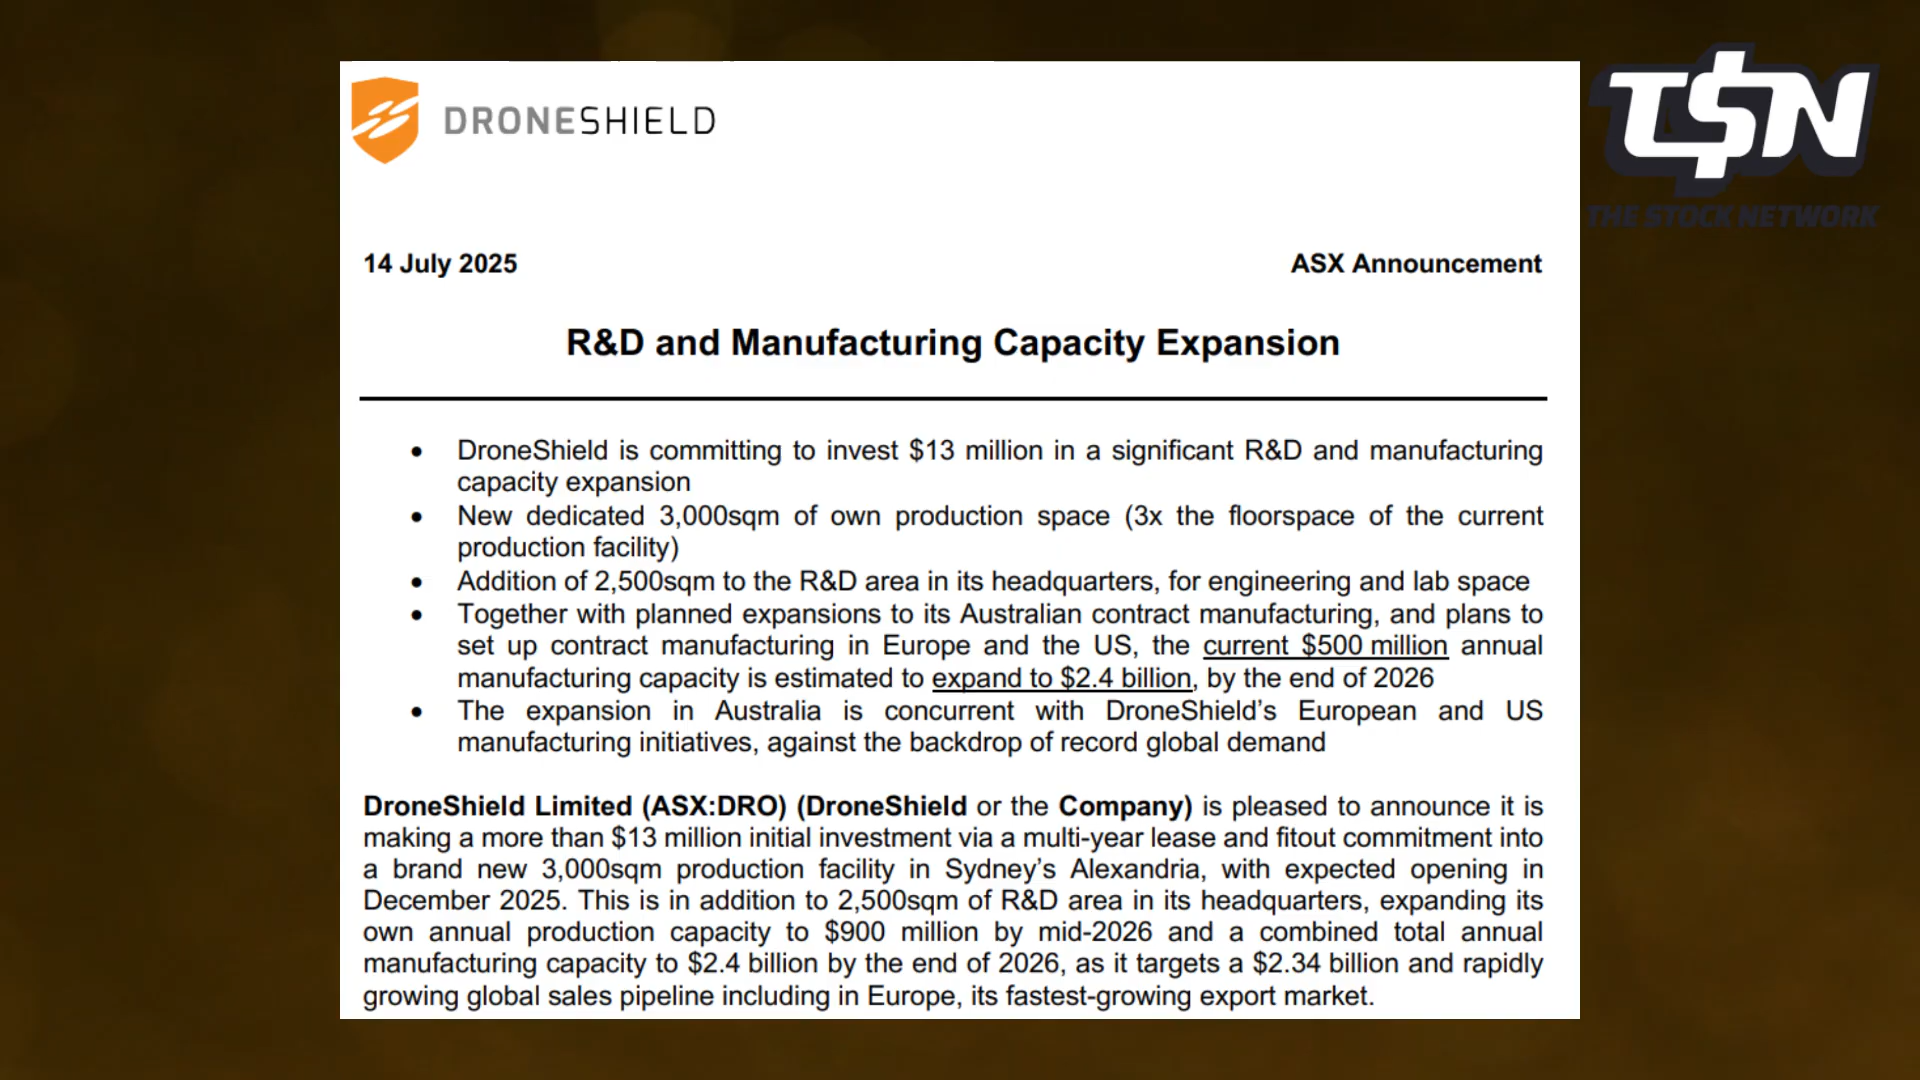 DRONESHIELD
T$N
THE STOCK NETWORK
14 July 2025 ASX Announcement
R&D and Manufacturing Capacity Expansion
• DroneShield is committing to invest $13 million in a significant R&D and manufacturing
capacity expansion
• New dedicated 3,000sqm of own production space (3x the floorspace of the current
production facility)
• Addition of 2,500sqm to the R&D area in its headquarters, for engineering and lab space
• Together with planned expansions to its Australian contract manufacturing, and plans to
set up contract manufacturing in Europe and the US, the current $500 million annual
manufacturing capacity is estimated to expand to $2.4 billion, by the end of 2026
• The expansion in Australia is concurrent with DroneShield’s European and US
manufacturing initiatives, against the backdrop of record global demand
DroneShield Limited (ASX:DRO) (DroneShield or the Company) is pleased to announce it is
making a more than $13 million initial investment via a multi-year lease and fitout commitment into
a brand new 3,000sqm production facility in Sydney’s Alexandria, with expected opening in
December 2025. This is in addition to 2,500sqm of R&D area in its headquarters, expanding its
own annual production capacity to $900 million by mid-2026 and a combined total annual
manufacturing capacity to $2.4 billion by the end of 2026, as it targets a $2.34 billion and rapidly
growing global sales pipeline including in Europe, its fastest-growing export market.